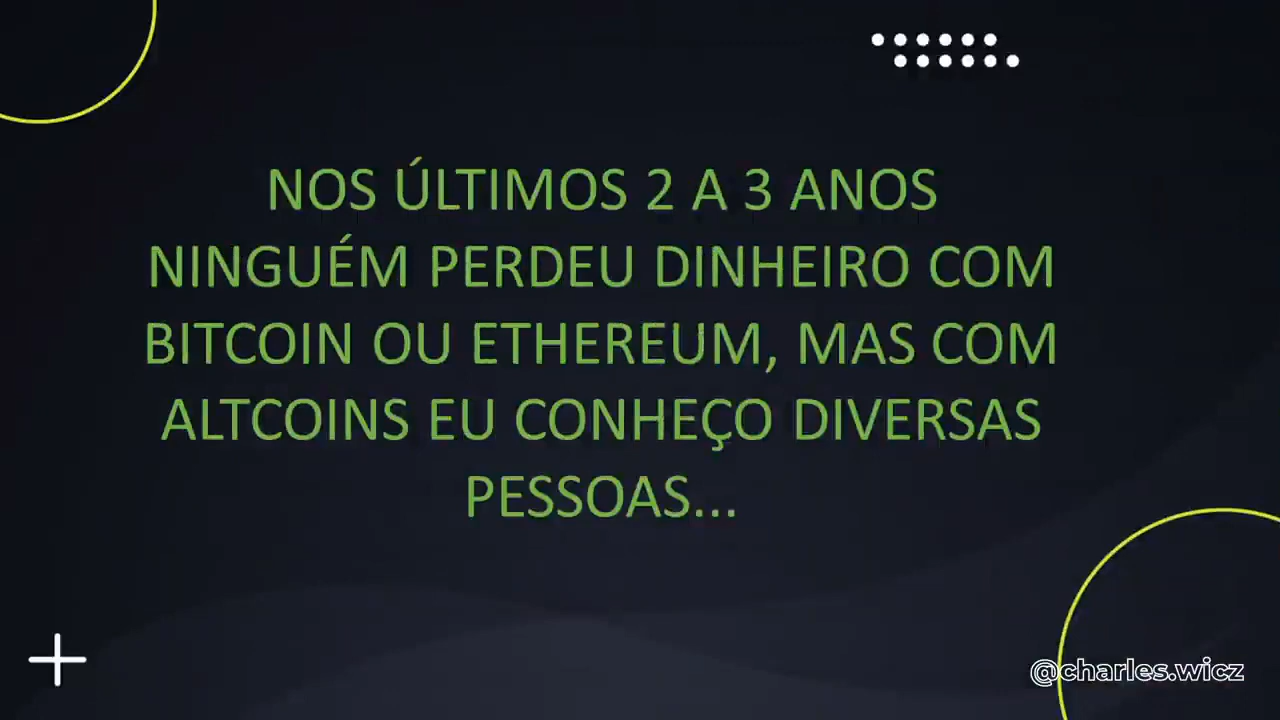 NOS ÚLTIMOS 2 A 3 ANOS
NINGUÉM PERDEU DINHEIRO COM
BITCOIN OU ETHEREUM, MAS COM
ALTCOINS EU CONHEÇO DIVERSAS
PESSOAS...
@charles.wicz